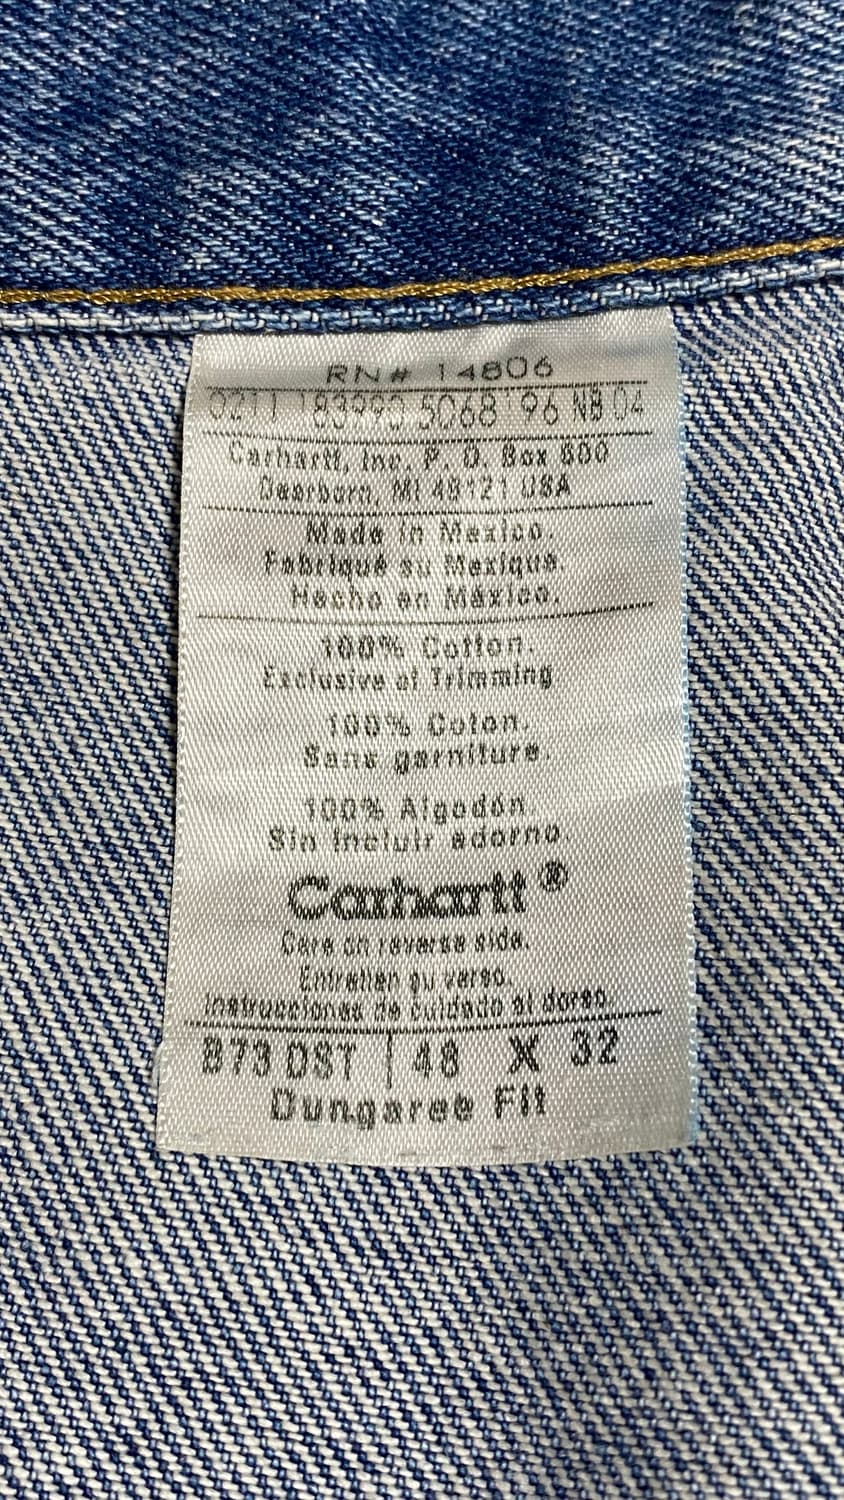 RN# 14806
0211 183993 5068196 NB 04
Carhartt, Inc. P. O. Box 600
Dearborn, MI 48121 USA
Made in Mexico.
Fabriqué au Mexique.
Hecho en México.
100% Cotton.
Exclusive of Trimming
100% Coton.
Sans garniture.
100% Algodón.
Sin incluir adorno.
Carhartt®
Care on reverse side.
Entretien au verso.
Instrucciones de cuidado al dorso.
B73 DST | 48 X 32
Dungaree Fit